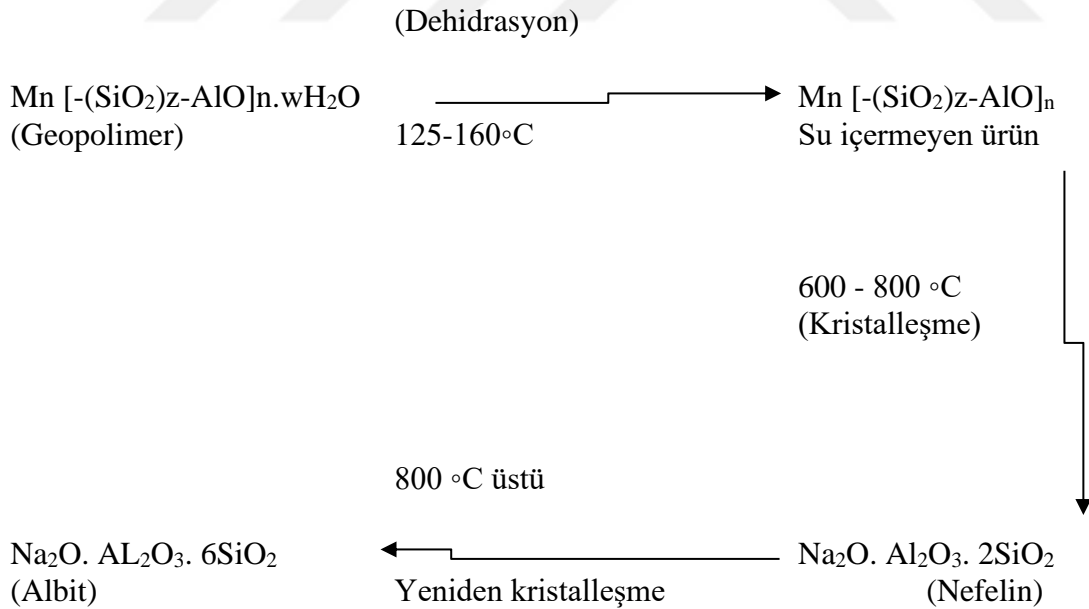 (Dehidrasyon)
Mn [-(SiO₂)z-AlO]n.wH₂O
Mn [-(SiO₂)z-AlO]ₙ
(Geopolimer)
125-160◦C
Su içermeyen ürün
600 - 800 ◦C
(Kristalleşme)
800 ◦C üstü
Na₂O. AL₂O₃. 6SiO₂
Na₂O. Al₂O₃. 2SiO₂
(Albit)
Yeniden kristalleşme
(Nefelin)